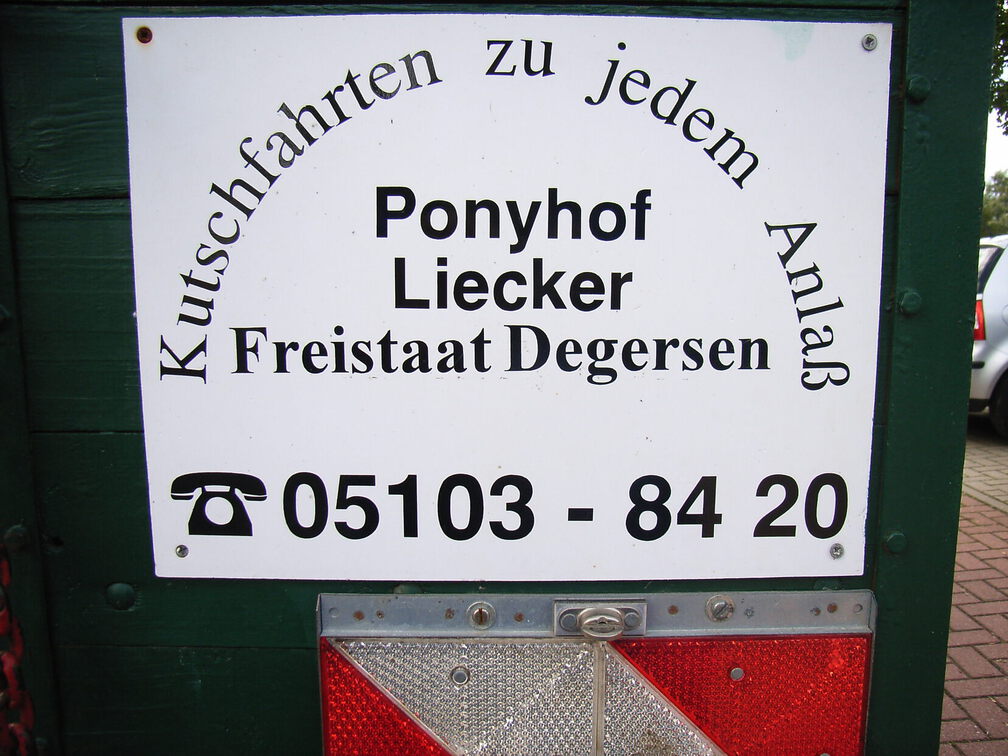 Kutschfahrten zu jedem Anlaß
Ponyhof
Liecker
Freistaat Degersen
☎ 05103 - 84 20